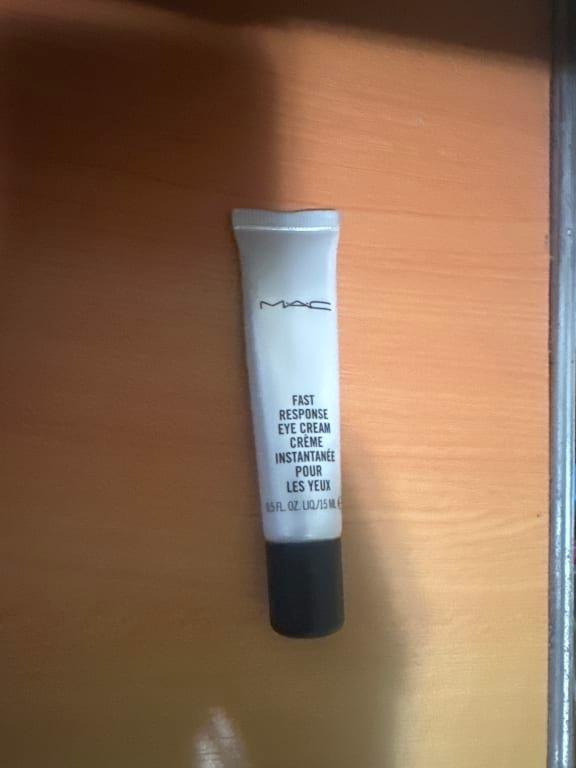 MAC
FAST
RESPONSE
EYE CREAM
CRÈME
INSTANTANÉE
POUR
LES YEUX
0.5 FL. OZ. LIQ/15 ML